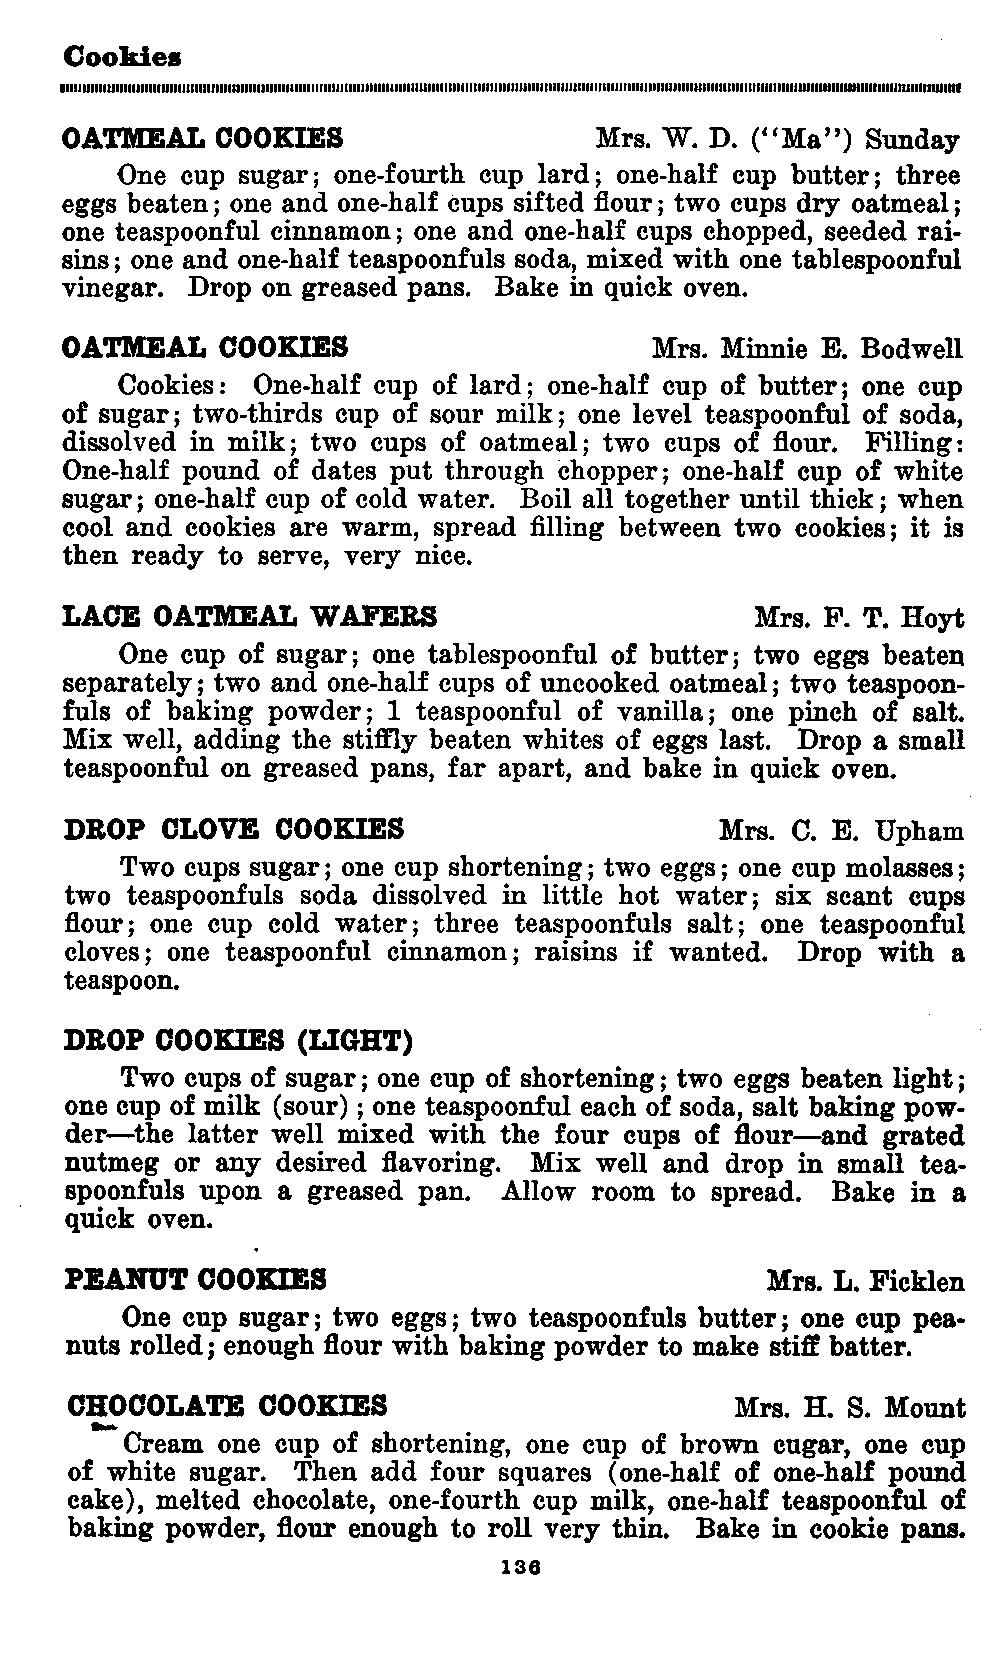 Cookies
OATMEAL COOKIES Mrs. W. D. (“Ma”) Sunday
One cup sugar; one-fourth cup lard; one-half cup butter; three
eggs beaten; one and one-half cups sifted flour; two cups dry oatmeal;
one teaspoonful cinnamon; one and one-half cups chopped, seeded rai-
sins; one and one-half teaspoonfuls soda, mixed with one tablespoonful
vinegar. Drop on greased pans. Bake in quick oven.
OATMEAL COOKIES Mrs. Minnie E. Bodwell
Cookies: One-half cup of lard; one-half cup of butter; one cup
of sugar; two-thirds cup of sour milk; one level teaspoonful of soda,
dissolved in milk; two cups of oatmeal; two cups of flour. Filling:
One-half pound of dates put through chopper; one-half cup of white
sugar; one-half cup of cold water. Boil all together until thick; when
cool and cookies are warm, spread filling between two cookies; it is
then ready to serve, very nice.
LACE OATMEAL WAFERS Mrs. F. T. Hoyt
One cup of sugar; one tablespoonful of butter; two eggs beaten
separately; two and one-half cups of uncooked oatmeal; two teaspoon-
fuls of baking powder; 1 teaspoonful of vanilla; one pinch of salt.
Mix well, adding the stiffly beaten whites of eggs last. Drop a small
teaspoonful on greased pans, far apart, and bake in quick oven.
DROP CLOVE COOKIES Mrs. C. E. Upham
Two cups sugar; one cup shortening; two eggs; one cup molasses;
two teaspoonfuls soda dissolved in little hot water; six scant cups
flour; one cup cold water; three teaspoonfuls salt; one teaspoonful
cloves; one teaspoonful cinnamon; raisins if wanted. Drop with a
teaspoon.
DROP COOKIES (LIGHT)
Two cups of sugar; one cup of shortening; two eggs beaten light;
one cup of milk (sour) ; one teaspoonful each of soda, salt baking pow-
der—the latter well mixed with the four cups of flour—and grated
nutmeg or any desired flavoring. Mix well and drop in small tea-
spoonfuls upon a greased pan. Allow room to spread. Bake in a
quick oven.
PEANUT COOKIES Mrs. L. Ficklen
One cup sugar; two eggs; two teaspoonfuls butter; one cup pea-
nuts rolled; enough flour with baking powder to make stiff batter.
CHOCOLATE COOKIES Mrs. H. S. Mount
Cream one cup of shortening, one cup of brown cugar, one cup
of white sugar. Then add four squares (one-half of one-half pound
cake), melted chocolate, one-fourth cup milk, one-half teaspoonful of
baking powder, flour enough to roll very thin. Bake in cookie pans.
136